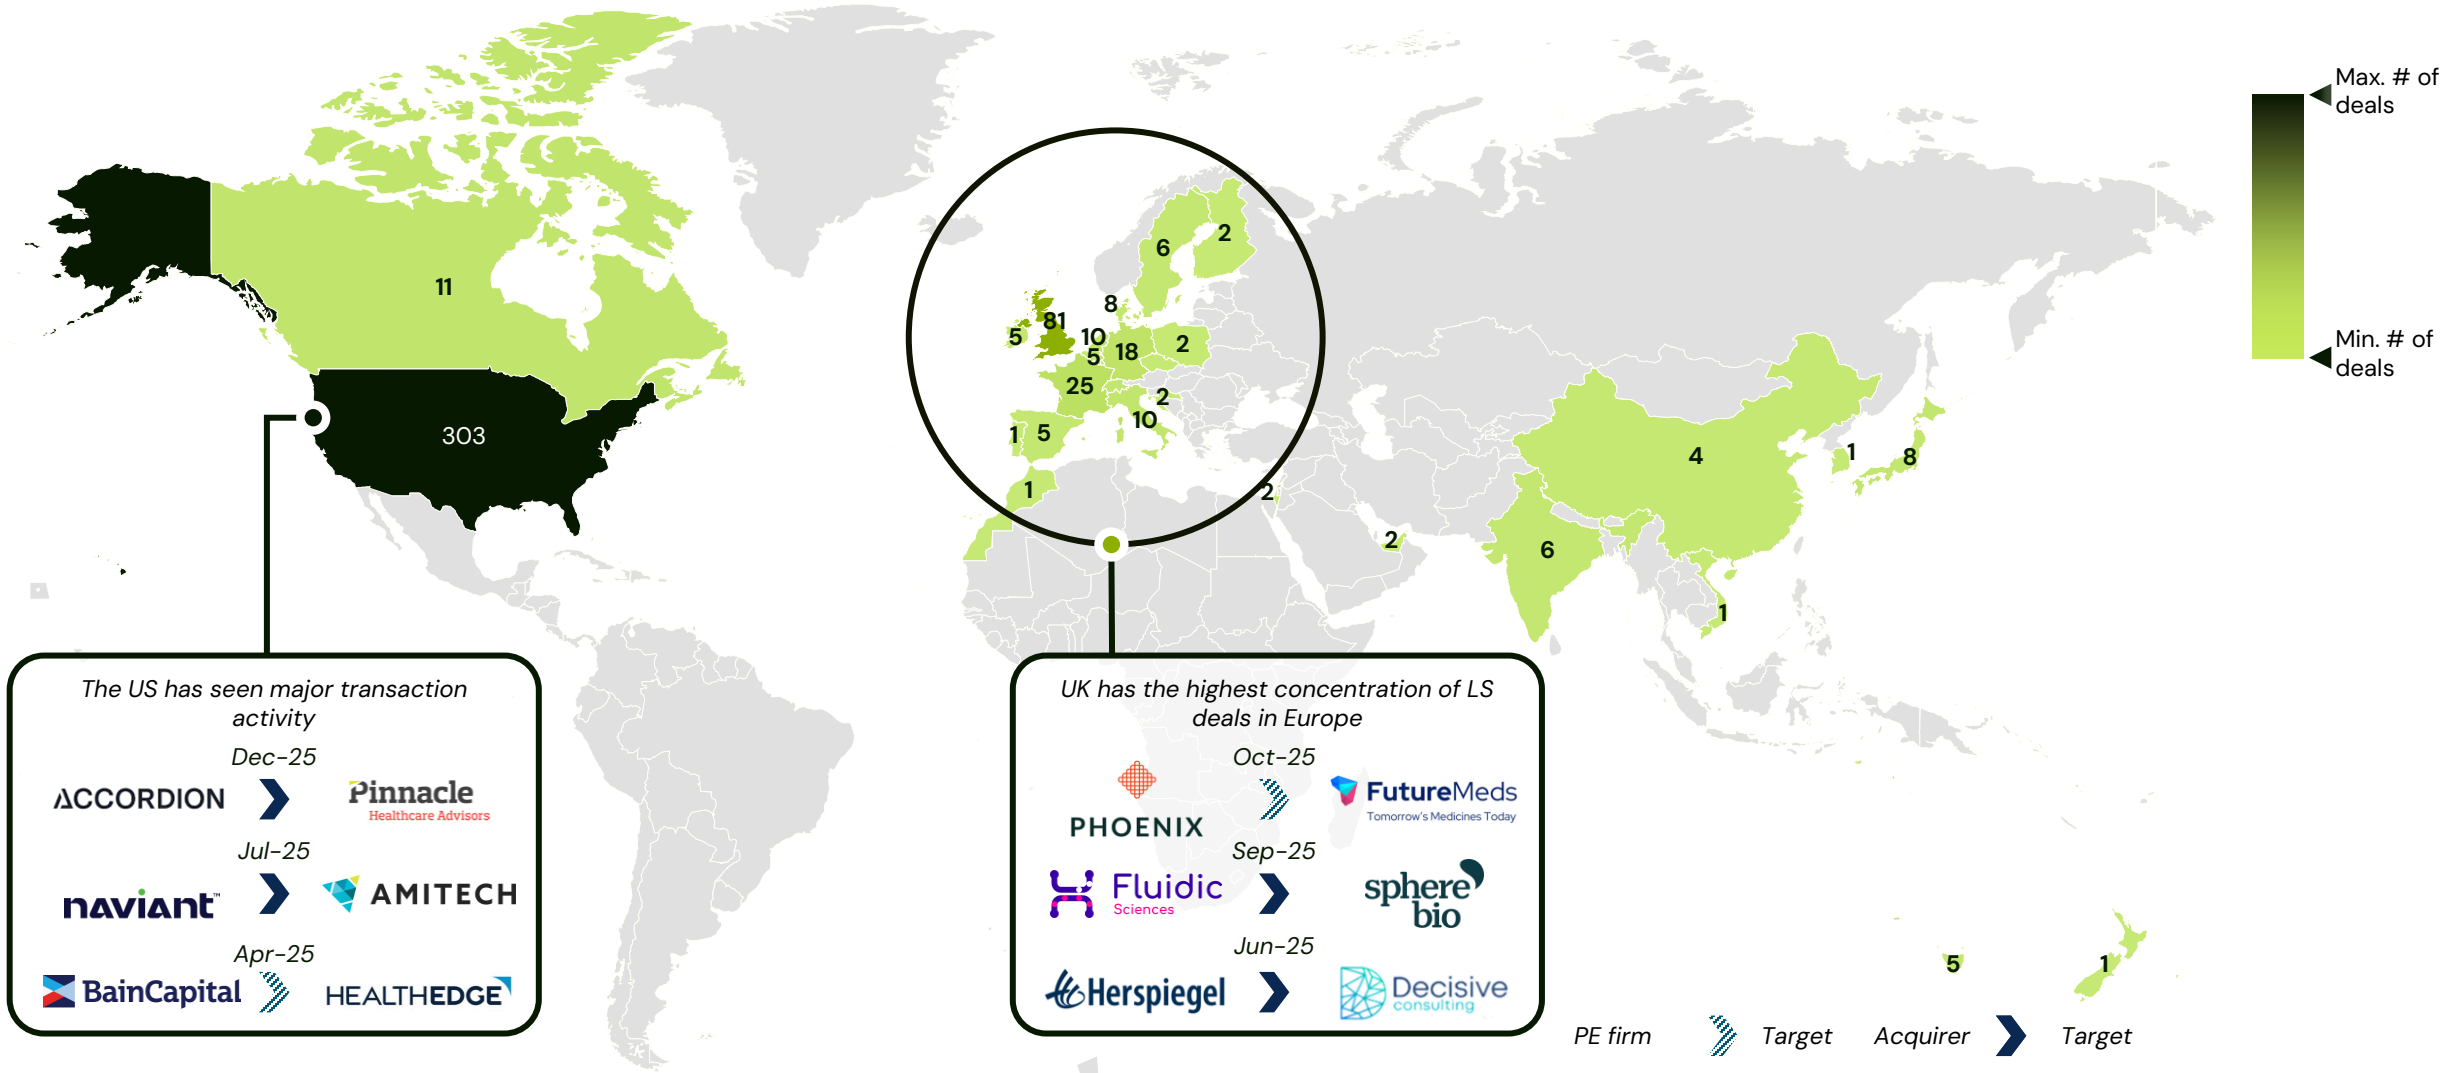 Max. # of
deals
Min. # of
deals
11
303
6
2
8
81
5
10
5
18
2
25
2
10
1
5
1
2
2
4
1
8
6
1
5
1
The US has seen major transaction
activity
Dec-25
ACCORDION
Pinnacle
Healthcare Advisors
Jul-25
naviant™
AMITECH
Apr-25
BainCapital
HEALTHEDGE
UK has the highest concentration of LS
deals in Europe
Oct-25
PHOENIX
FutureMeds
Tomorrow's Medicines Today
Sep-25
Fluidic
Sciences
sphere
bio
Jun-25
Herspiegel
Decisive
consulting
PE firm
Target
Acquirer
Target